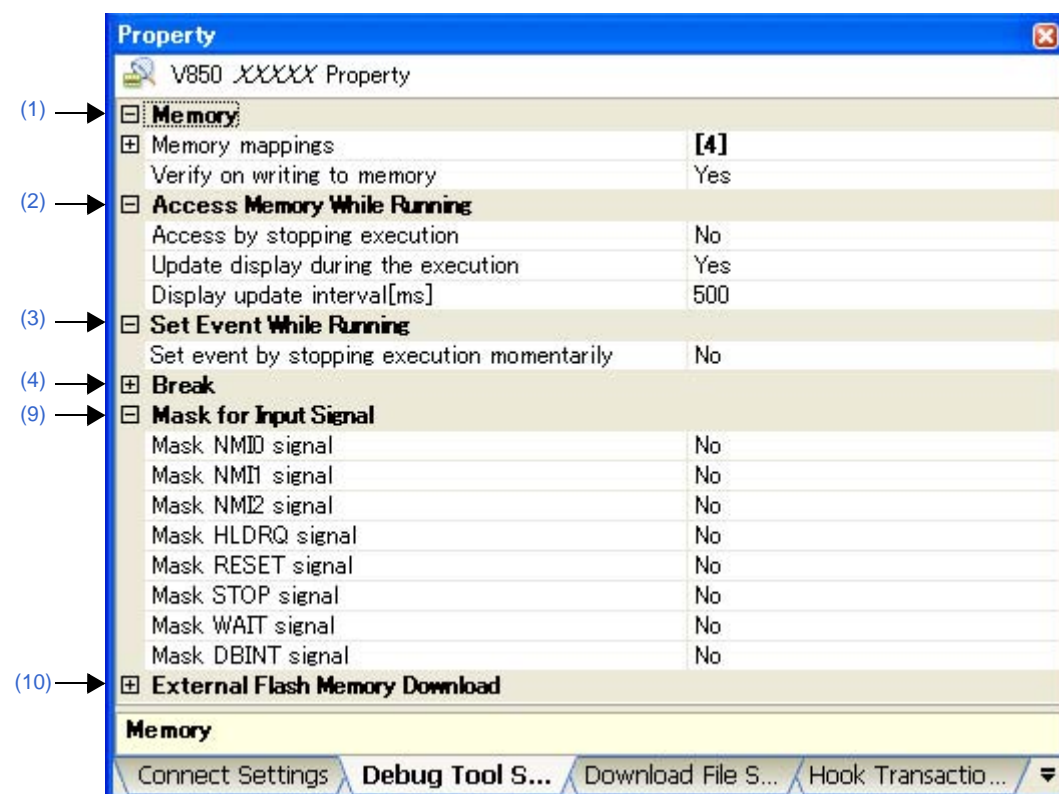 Property
V850 XXXXX Property
(1) Memory
Memory mappings [4]
Verify on writing to memory Yes
(2) Access Memory While Running
Access by stopping execution No
Update display during the execution Yes
Display update interval[ms] 500
(3) Set Event While Running
Set event by stopping execution momentarily No
(4) Break
(9) Mask for Input Signal
Mask NMI0 signal No
Mask NMI1 signal No
Mask NMI2 signal No
Mask HLDRQ signal No
Mask RESET signal No
Mask STOP signal No
Mask WAIT signal No
Mask DBINT signal No
(10) External Flash Memory Download
Memory
Connect Settings Debug Tool S... Download File S... Hook Transactio...